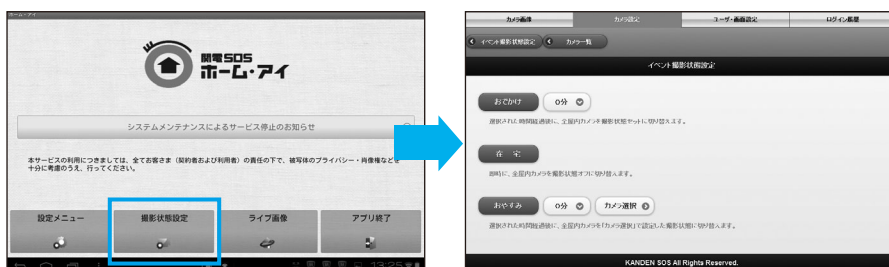 ホーム・アイ
関電SOS
ホーム・アイ
システムメンテナンスによるサービス停止のお知らせ
本サービスの利用につきましては、全てお客さま（契約者および利用者）の責任の下で、被写体のプライバシー・肖像権などを
十分に考慮のうえ、行ってください。
設定メニュー
撮影状態設定
ライブ画像
アプリ終了
13:25
カメラ画像
カメラ設定
ユーザ・画面設定
ログイン履歴
イベント撮影状態設定
カメラ一覧
イベント撮影状態設定
おでかけ
0分
選択された時間経過後に、全屋内カメラを撮影状態セットに切り替えます。
在 宅
即時に、全屋内カメラを撮影状態オフに切り替えます。
おやすみ
0分
カメラ選択
選択された時間経過後に、全屋内カメラを「カメラ選択」で設定した撮影状態に切り替えます。
KANDEN SOS All Rights Reserved.